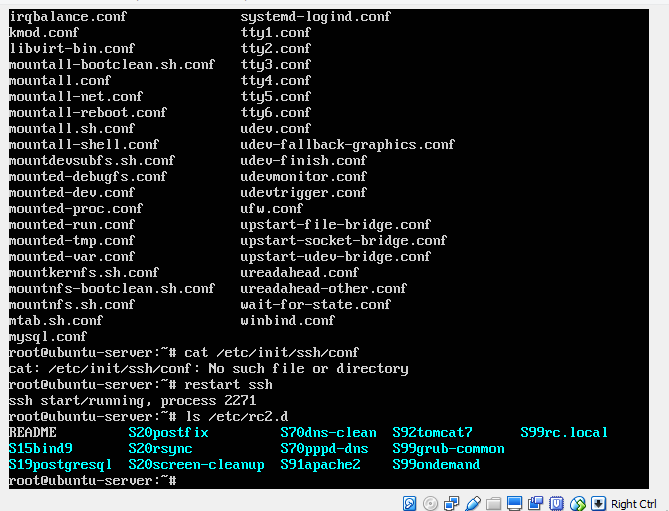 irqbalance.conf systemd-logind.conf
kmod.conf tty1.conf
libvirt-bin.conf tty2.conf
mountall-bootclean.sh.conf tty3.conf
mountall.conf tty4.conf
mountall-net.conf tty5.conf
mountall-reboot.conf tty6.conf
mountall.sh.conf udev.conf
mountall-shell.conf udev-fallback-graphics.conf
mountdevsubfs.sh.conf udev-finish.conf
mounted-debugfs.conf udevmonitor.conf
mounted-dev.conf udevtrigger.conf
mounted-proc.conf ufw.conf
mounted-run.conf upstart-file-bridge.conf
mounted-tmp.conf upstart-socket-bridge.conf
mounted-var.conf upstart-udev-bridge.conf
mountkernfs.sh.conf ureadahead.conf
mountnfs-bootclean.sh.conf ureadahead-other.conf
mountnfs.sh.conf wait-for-state.conf
mtab.sh.conf winbind.conf
mysql.conf
root@ubuntu-server:~# cat /etc/init/ssh/conf
cat: /etc/init/ssh/conf: No such file or directory
root@ubuntu-server:~# restart ssh
ssh start/running, process 2271
root@ubuntu-server:~# ls /etc/rc2.d
README S20postfix S70dns-clean S92tomcat7 S99rc.local
S15bind9 S20rsync S70pppd-dns S99grub-common
S19postgresql S20screen-cleanup S91apache2 S99ondemand
root@ubuntu-server:~#
Right Ctrl